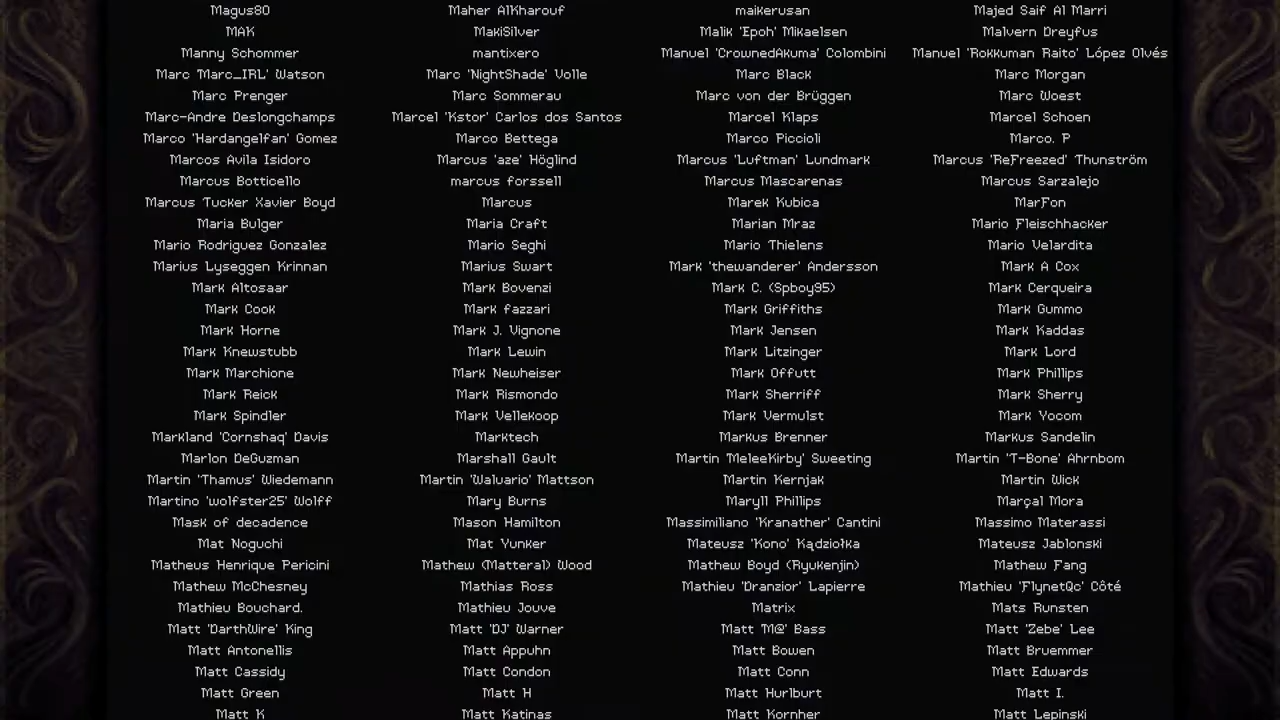 Magus80 Maher AlKharouf maikerusan Majed Saif Al Marri
MAK MakiSilver Malik 'Epoh' Mikaelsen Malvern Dreyfus
Manny Schommer mantixero Manuel 'CrownedAkuma' Colombini Manuel 'Rokkuman Raito' López Olvés
Marc 'Marc_IRL' Watson Marc 'NightShade' Volle Marc Black Marc Morgan
Marc Prenger Marc Sommerau Marc von der Brüggen Marc Woest
Marc-Andre Deslongchamps Marcel 'Kstor' Carlos dos Santos Marcel Klaps Marcel Schoen
Marco 'Hardangelfan' Gomez Marco Bettega Marco Piccioli Marco. P
Marcos Avila Isidoro Marcus 'aze' Höglind Marcus 'Luftman' Lundmark Marcus 'ReFreezed' Thunström
Marcus Botticello marcus forssell Marcus Mascarenas Marcus Sarzalejo
Marcus Tucker Xavier Boyd Marcus Marek Kubica MarFon
Maria Bulger Maria Craft Marian Mraz Mario Fleischhacker
Mario Rodriguez Gonzalez Mario Seghi Mario Thielens Mario Velardita
Marius Lyseggen Krinnan Marius Swart Mark 'thewanderer' Andersson Mark A Cox
Mark Altosaar Mark Bovenzi Mark C. (Spboy95) Mark Cerqueira
Mark Cook Mark fazzari Mark Griffiths Mark Gummo
Mark Horne Mark J. Vignone Mark Jensen Mark Kaddas
Mark Knewstubb Mark Lewin Mark Litzinger Mark Lord
Mark Marchione Mark Newheiser Mark Offutt Mark Phillips
Mark Reick Mark Rismondo Mark Sherriff Mark Sherry
Mark Spindler Mark Vellekoop Mark Vermulst Mark Yocom
Markland 'Cornshaq' Davis Marktech Markus Brenner Markus Sandelin
Marlon DeGuzman Marshall Gault Martin 'MeleeKirby' Sweeting Martin 'T-Bone' Ahrnbom
Martin 'Thamus' Wiedemann Martin 'Waluario' Mattson Martin Kernjak Martin Wick
Martino 'wolfster25' Wolff Mary Burns Maryll Phillips Marçal Mora
Mask of decadence Mason Hamilton Massimiliano 'Kranather' Cantini Massimo Materassi
Mat Noguchi Mat Yunker Mateusz 'Kono' Kądziołka Mateusz Jablonski
Matheus Henrique Pericini Mathew (Matteral) Wood Mathew Boyd (Ryukenjin) Mathew Fang
Mathew McChesney Mathias Ross Mathieu 'Dranzior' Lapierre Mathieu 'FlynetQc' Côté
Mathieu Bouchard. Mathieu Jouve Matrix Mats Runsten
Matt 'DarthWire' King Matt 'DJ' Warner Matt 'M@' Bass Matt 'Zebe' Lee
Matt Antonellis Matt Appuhn Matt Bowen Matt Bruemmer
Matt Cassidy Matt Condon Matt Conn Matt Edwards
Matt Green Matt H Matt Hurlburt Matt I.
Matt K Matt Katinas Matt Kornher Matt Lepinski